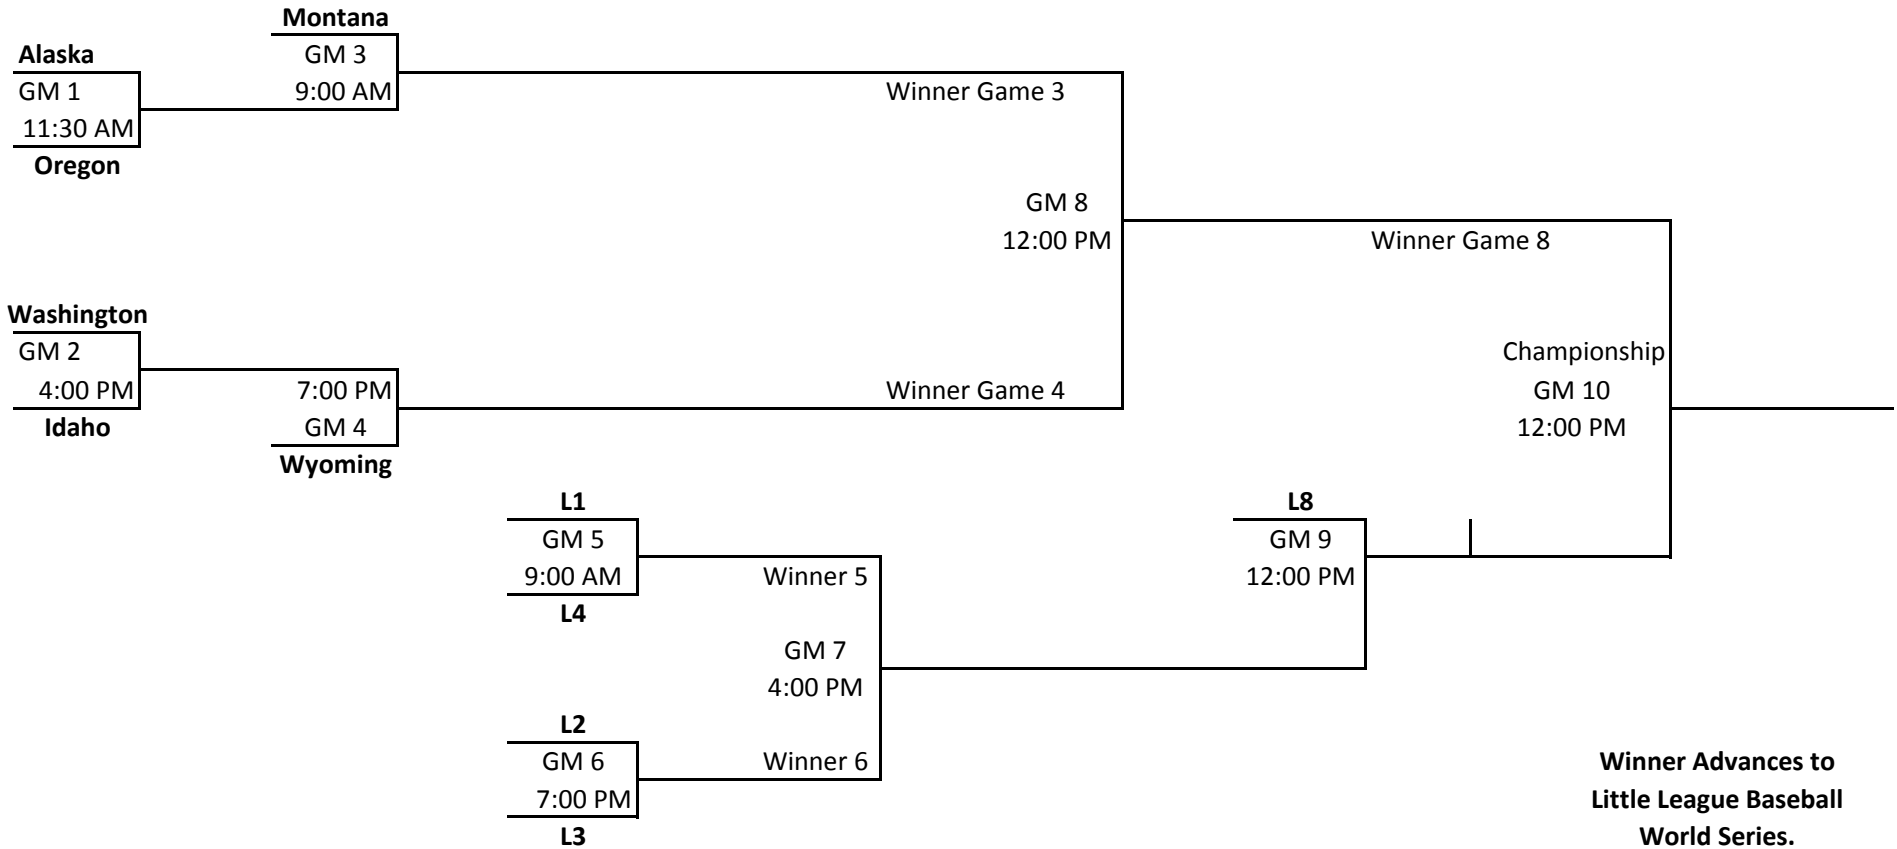 Montana
GM 3
9:00 AM
Alaska
GM 1
11:30 AM
Oregon
Winner Game 3
GM 8
12:00 PM
Winner Game 8
Washington
GM 2
4:00 PM
Idaho
7:00 PM
GM 4
Wyoming
Winner Game 4
Championship
GM 10
12:00 PM
L1
GM 5
9:00 AM
L4
Winner 5
GM 7
4:00 PM
L8
GM 9
12:00 PM
L2
GM 6
7:00 PM
L3
Winner 6
Winner Advances to
Little League Baseball
World Series.